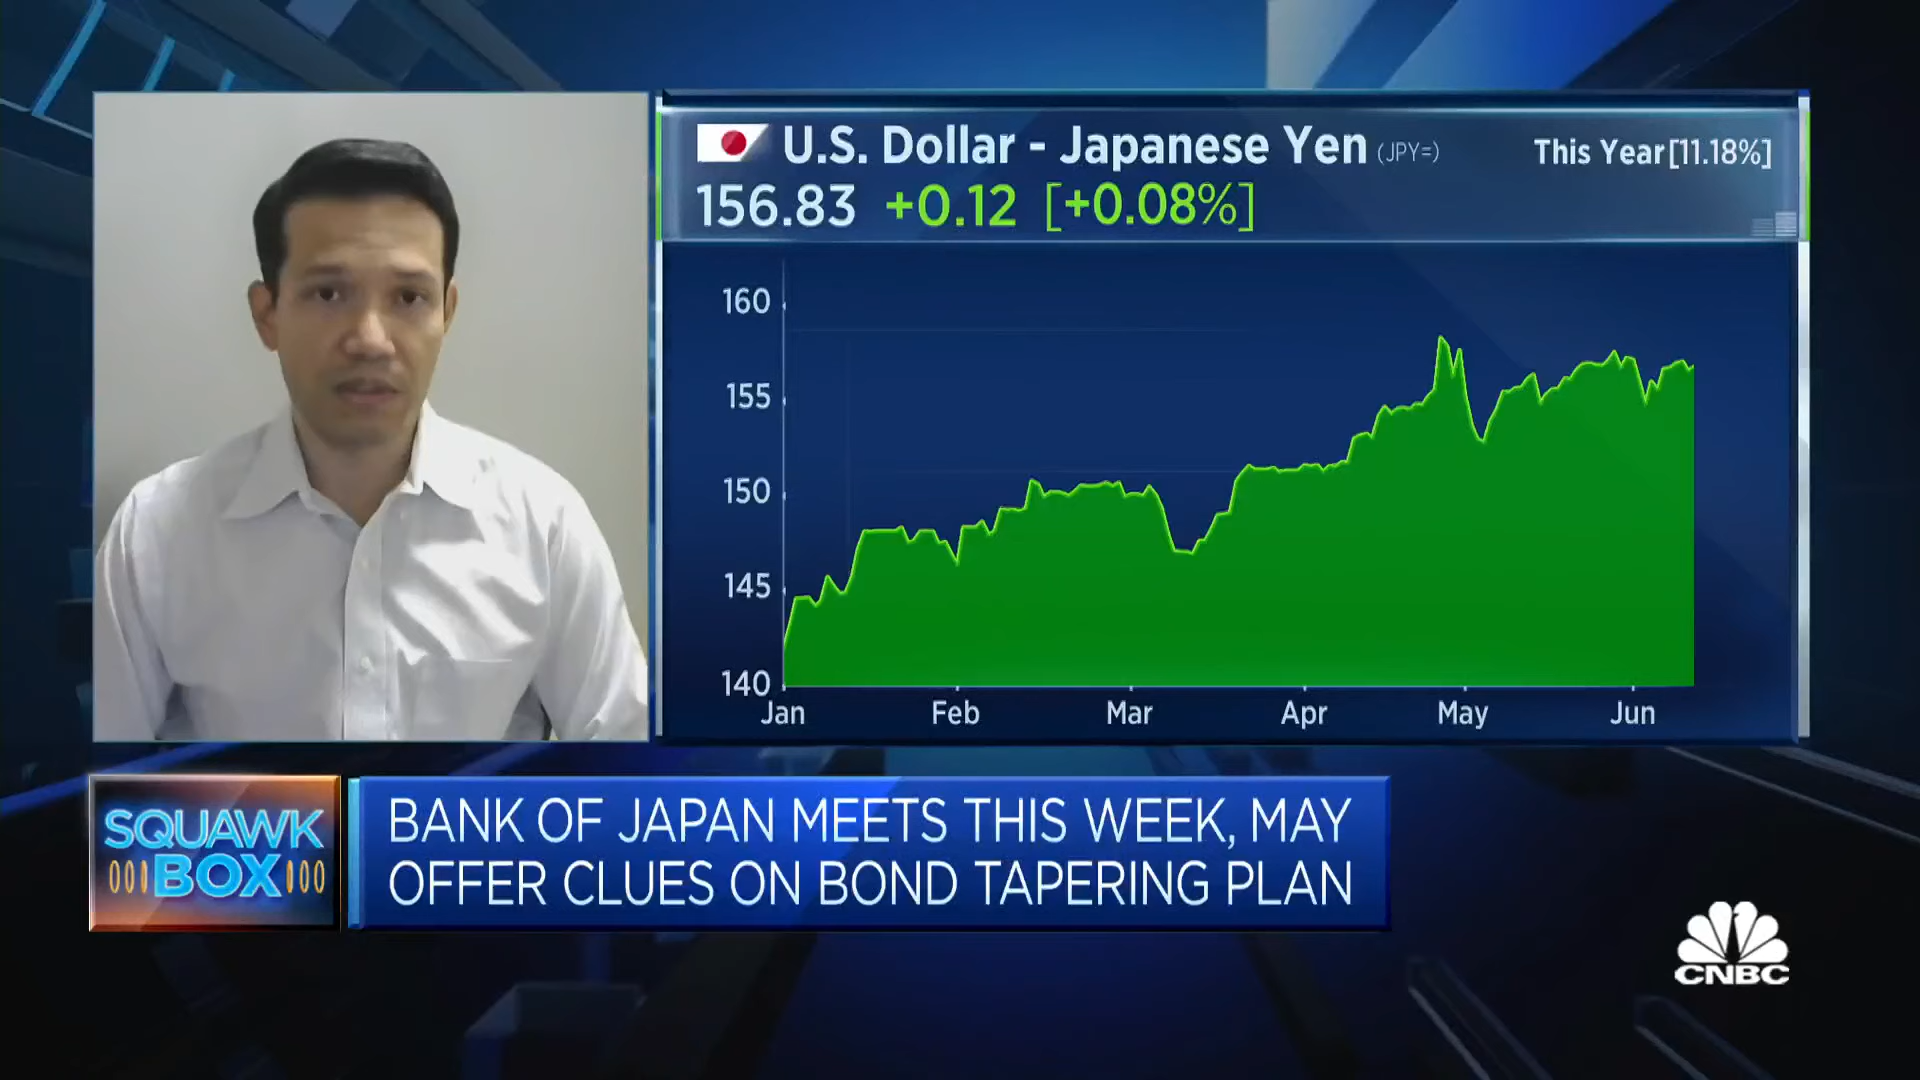 U.S. Dollar - Japanese Yen (JPY=)
This Year[11.18%]
156.83 +0.12 [+0.08%]
160
155
150
145
140
Jan Feb Mar Apr May Jun
SQUAWK
BOX
BANK OF JAPAN MEETS THIS WEEK, MAY
OFFER CLUES ON BOND TAPERING PLAN
CNBC